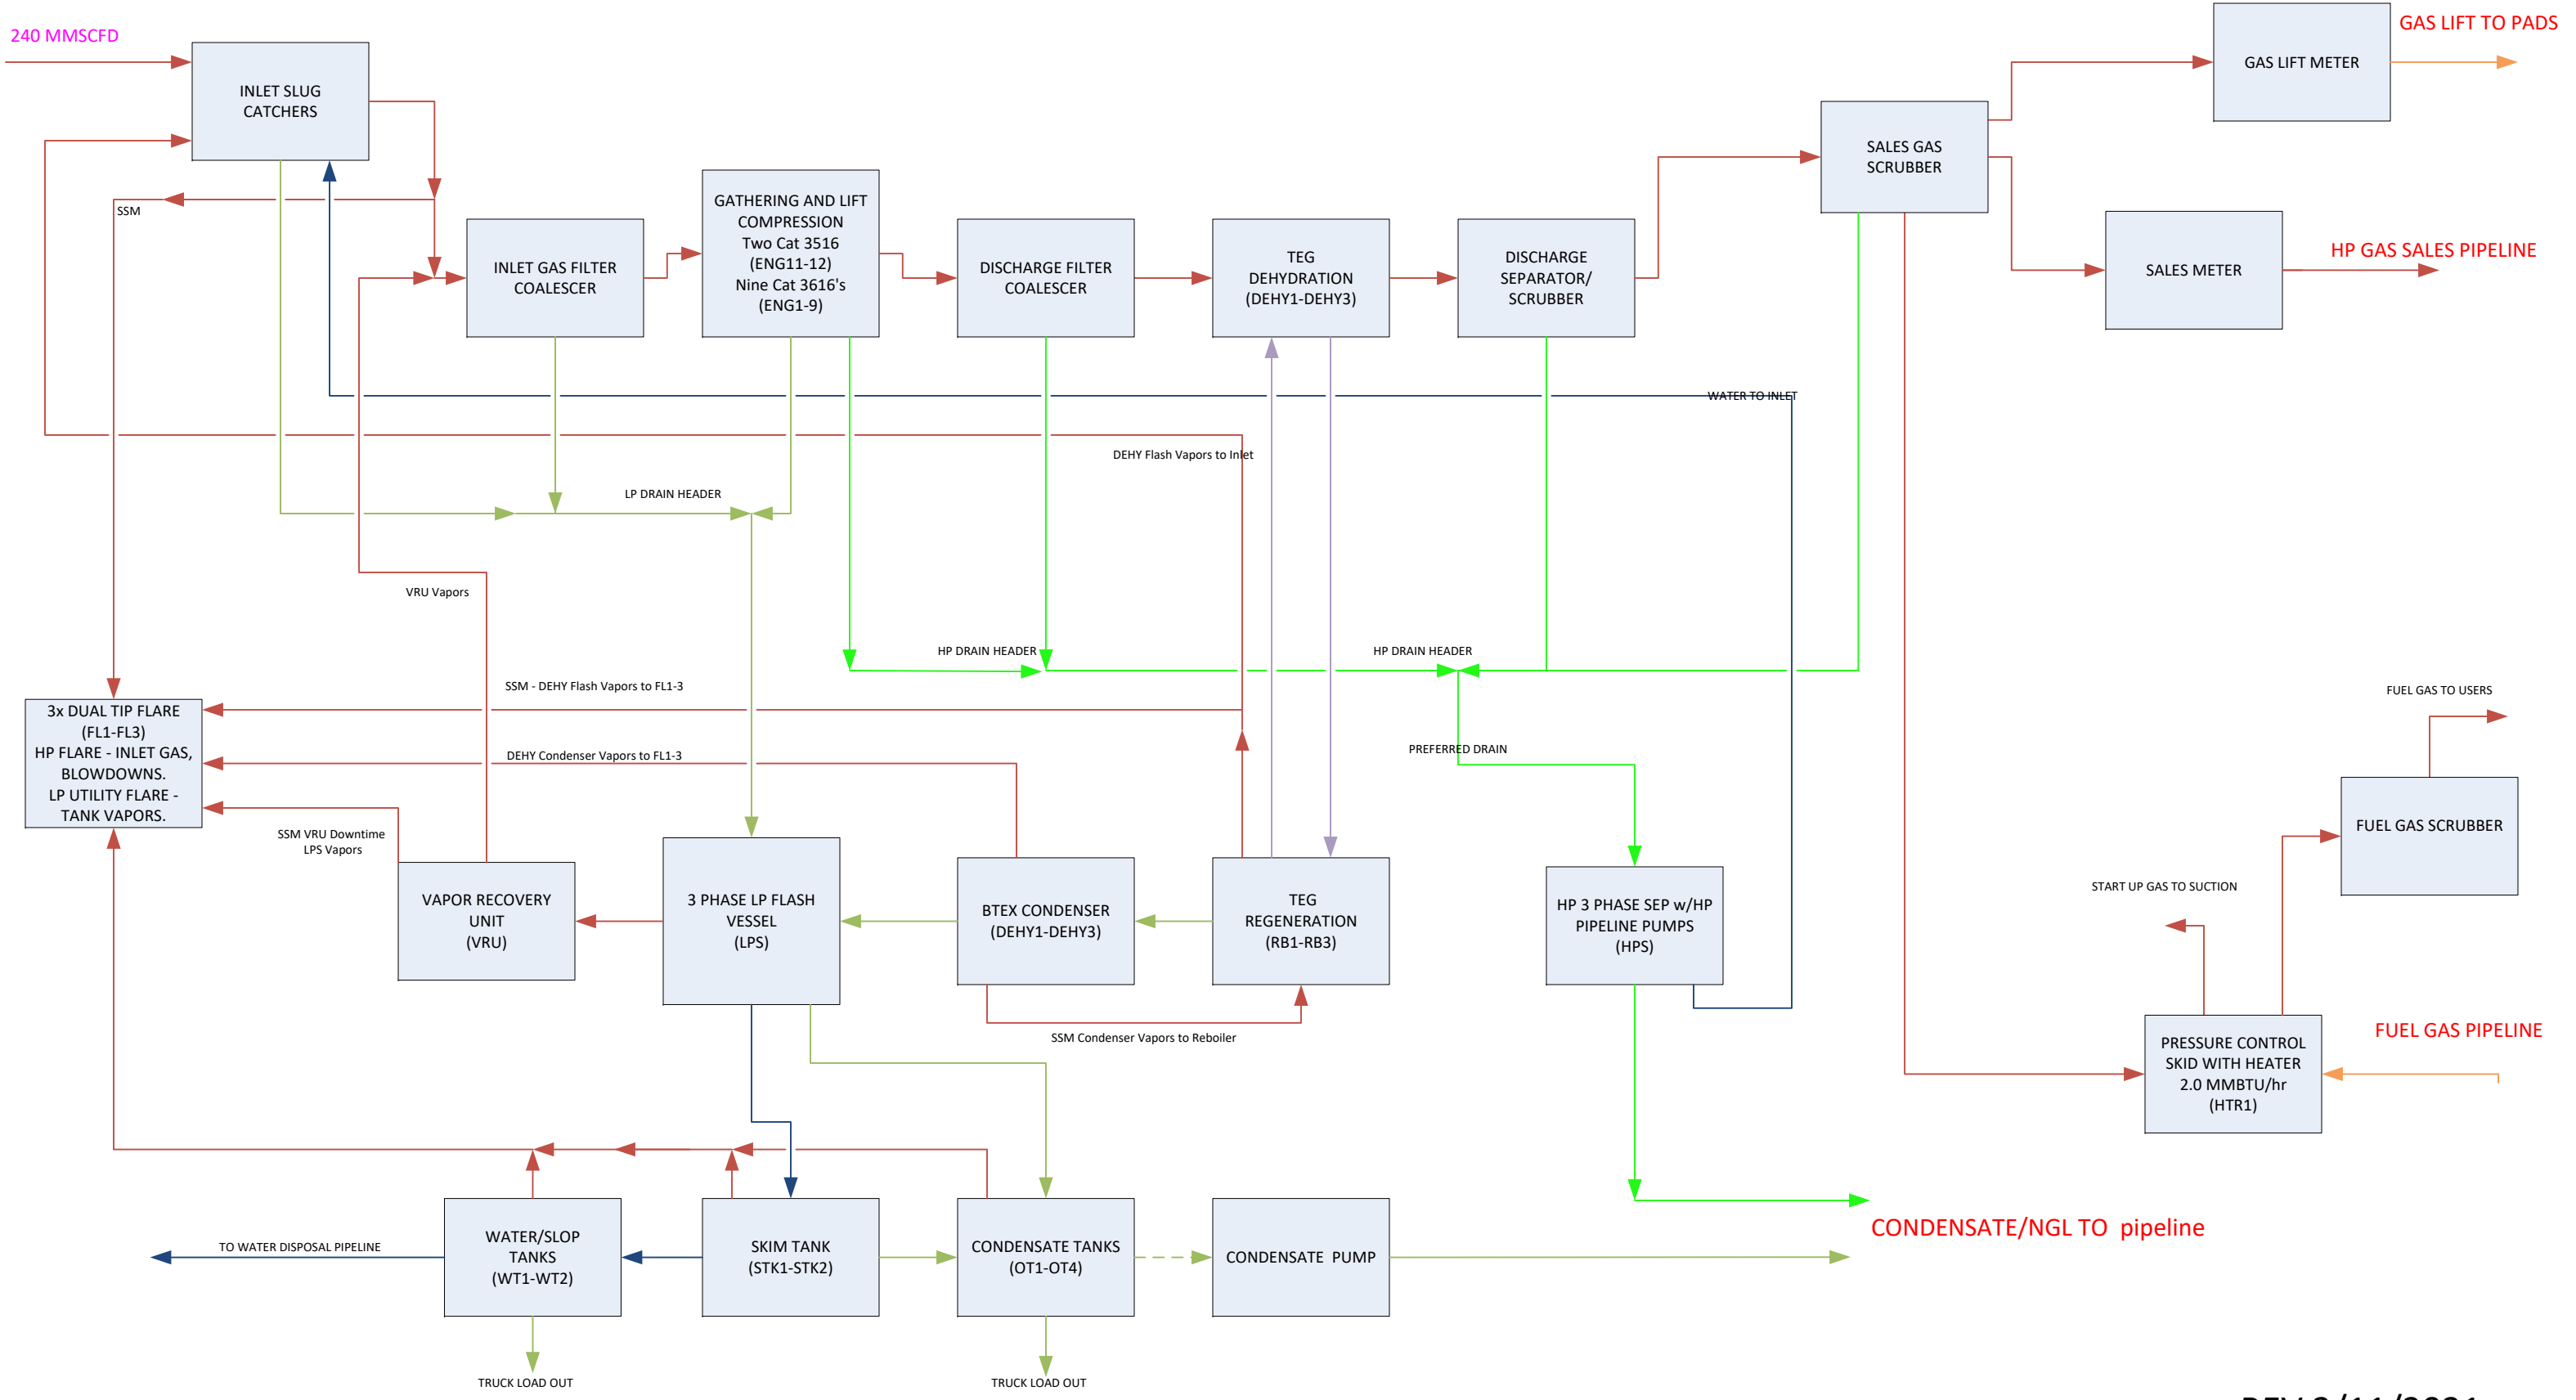 240 MMSCFD
GAS LIFT TO PADS
GAS LIFT METER
INLET SLUG
CATCHERS
SALES GAS
SCRUBBER
SSM
GATHERING AND LIFT
COMPRESSION
Two Cat 3516
(ENG11-12)
Nine Cat 3616's
(ENG1-9)
INLET GAS FILTER
COALESCER
DISCHARGE FILTER
COALESCER
TEG
DEHYDRATION
(DEHY1-DEHY3)
DISCHARGE
SEPARATOR/
SCRUBBER
SALES METER
HP GAS SALES PIPELINE
WATER TO INLET
DEHY Flash Vapors to Inlet
LP DRAIN HEADER
VRU Vapors
HP DRAIN HEADER
HP DRAIN HEADER
SSM - DEHY Flash Vapors to FL1-3
FUEL GAS TO USERS
3x DUAL TIP FLARE
(FL1-FL3)
HP FLARE - INLET GAS,
BLOWDOWNS.
LP UTILITY FLARE -
TANK VAPORS.
DEHY Condenser Vapors to FL1-3
PREFERRED DRAIN
SSM VRU Downtime
LPS Vapors
FUEL GAS SCRUBBER
VAPOR RECOVERY
UNIT
(VRU)
3 PHASE LP FLASH
VESSEL
(LPS)
BTEX CONDENSER
(DEHY1-DEHY3)
TEG
REGENERATION
(RB1-RB3)
HP 3 PHASE SEP w/HP
PIPELINE PUMPS
(HPS)
START UP GAS TO SUCTION
SSM Condenser Vapors to Reboiler
FUEL GAS PIPELINE
PRESSURE CONTROL
SKID WITH HEATER
2.0 MMBTU/hr
(HTR1)
CONDENSATE/NGL TO pipeline
TO WATER DISPOSAL PIPELINE
WATER/SLOP
TANKS
(WT1-WT2)
SKIM TANK
(STK1-STK2)
CONDENSATE TANKS
(OT1-OT4)
CONDENSATE PUMP
TRUCK LOAD OUT
TRUCK LOAD OUT